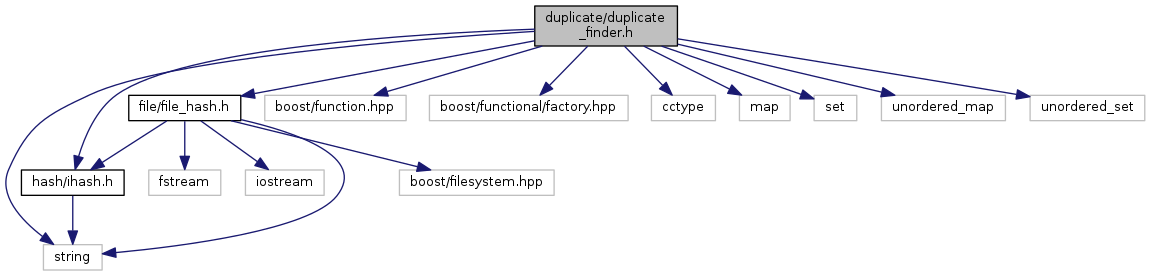 duplicate/duplicate
_finder.h
file/file_hash.h
boost/function.hpp
boost/functional/factory.hpp
cctype
map
set
unordered_map
unordered_set
hash/ihash.h
fstream
iostream
boost/filesystem.hpp
string